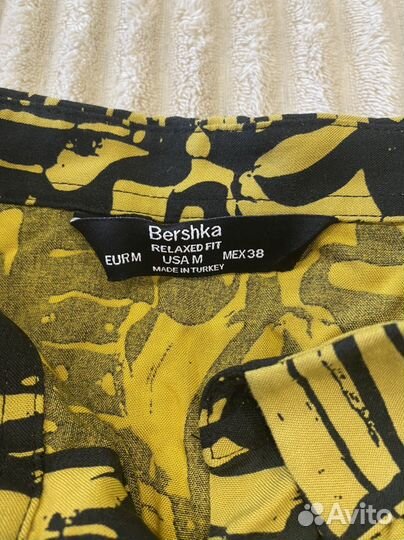 Bershka
RELAXED FIT
EUR M USA M MEX 38
MADE IN TURKEY
Avito